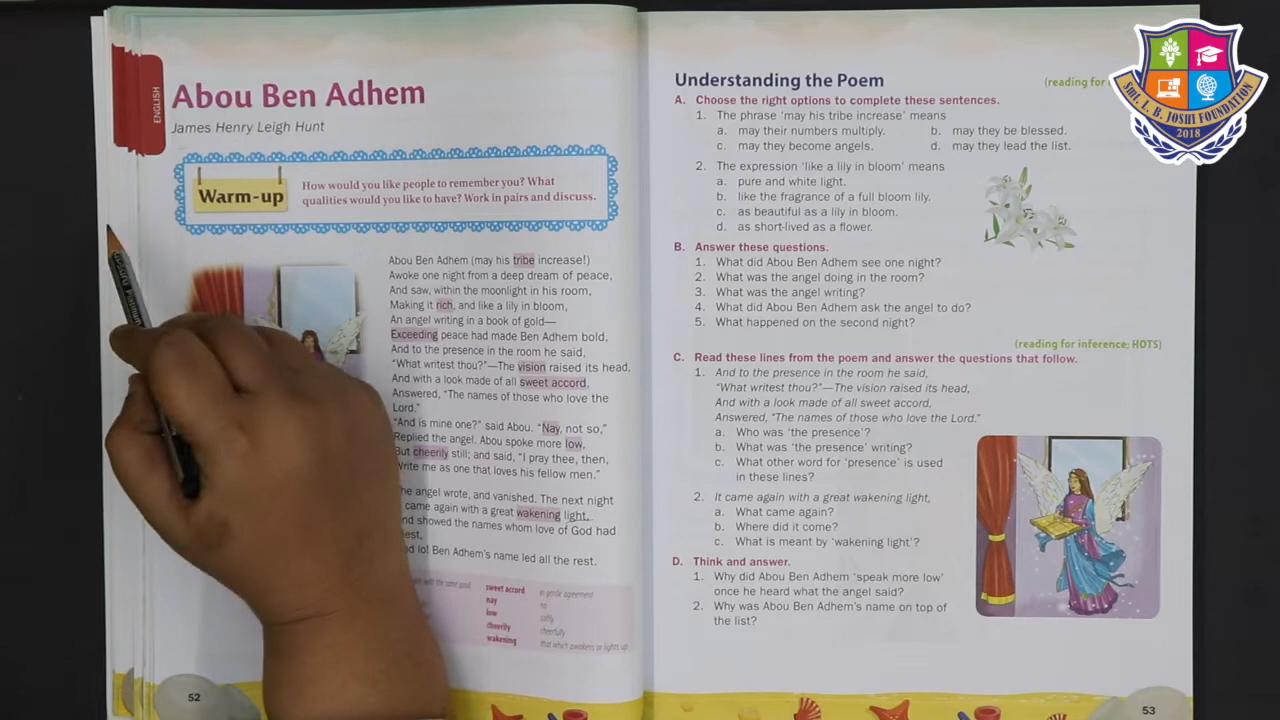 ENGLISH
Abou Ben Adhem
James Henry Leigh Hunt
Warm-up
How would you like people to remember you? What
qualities would you like to have? Work in pairs and discuss.
Abou Ben Adhem (may his tribe increase!)
Awoke one night from a deep dream of peace,
And saw, within the moonlight in his room,
Making it rich, and like a lily in bloom,
An angel writing in a book of gold—
Exceeding peace had made Ben Adhem bold,
And to the presence in the room he said,
"What writest thou?"—The vision raised its head,
And with a look made of all sweet accord,
Answered, "The names of those who love the
Lord."
"And is mine one?" said Abou. "Nay, not so,"
Replied the angel. Abou spoke more low,
But cheerily still; and said, "I pray thee, then,
Write me as one that loves his fellow men."
angel wrote, and vanished. The next night
came again with a great wakening light,
showed the names whom love of God had
lo! Ben Adhem's name led all the rest.
with the same good
sweet accord in gentle agreement
nay no
low softly
cheerily cheerfully
wakening that which awakens or lights up
52
Understanding the Poem
(reading for
A. Choose the right options to complete these sentences.
1. The phrase 'may his tribe increase' means
a. may their numbers multiply. b. may they be blessed.
c. may they become angels. d. may they lead the list.
2. The expression 'like a lily in bloom' means
a. pure and white light.
b. like the fragrance of a full bloom lily.
c. as beautiful as a lily in bloom.
d. as short-lived as a flower.
B. Answer these questions.
1. What did Abou Ben Adhem see one night?
2. What was the angel doing in the room?
3. What was the angel writing?
4. What did Abou Ben Adhem ask the angel to do?
5. What happened on the second night?
(reading for inference; HOTS)
C. Read these lines from the poem and answer the questions that follow.
1. And to the presence in the room he said,
"What writest thou?"—The vision raised its head,
And with a look made of all sweet accord,
Answered, "The names of those who love the Lord."
a. Who was 'the presence'?
b. What was 'the presence' writing?
c. What other word for 'presence' is used
in these lines?
2. It came again with a great wakening light,
a. What came again?
b. Where did it come?
c. What is meant by 'wakening light'?
D. Think and answer.
1. Why did Abou Ben Adhem 'speak more low'
once he heard what the angel said?
2. Why was Abou Ben Adhem's name on top of
the list?
53
Smt. L. B. JOSHI FOUNDATION
2018